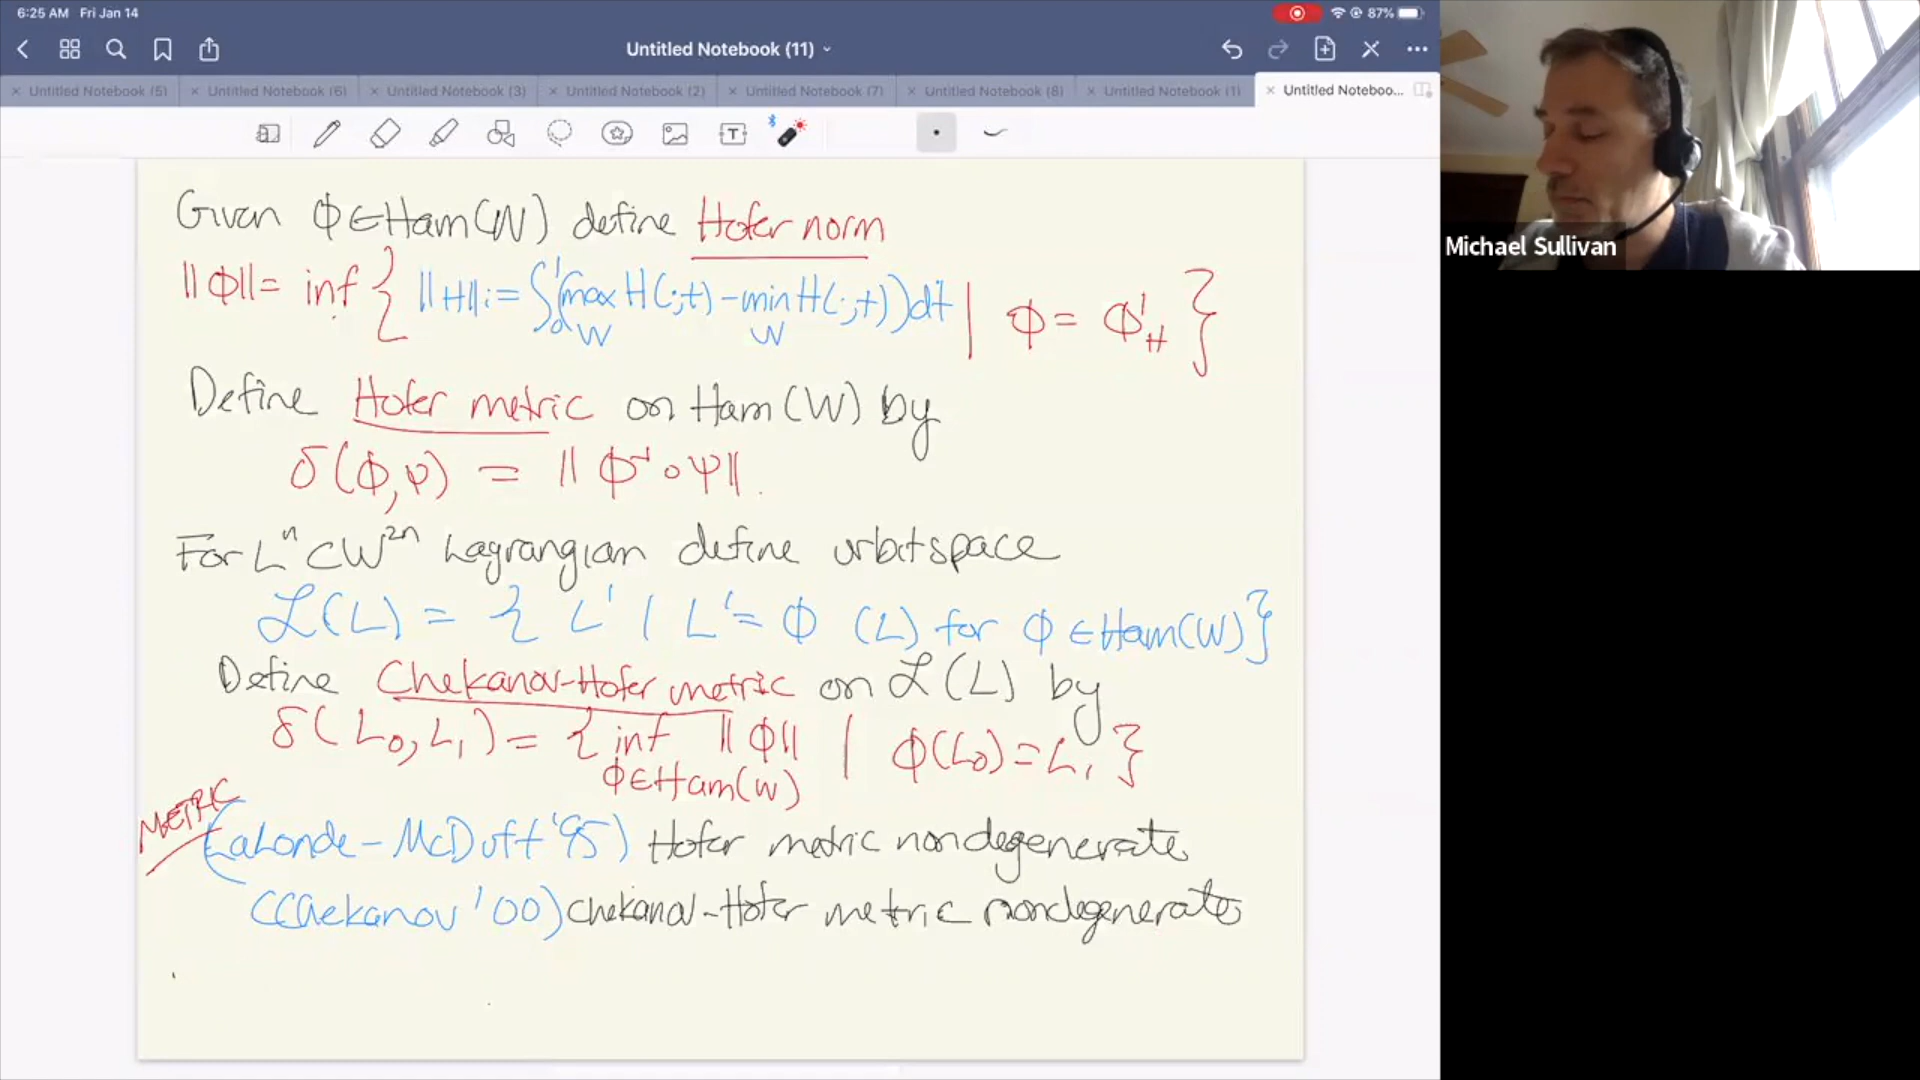 6:25 AM Fri Jan 14
87%
Untitled Notebook (11)
Untitled Notebook (5)
Untitled Notebook (6)
Untitled Notebook (3)
Untitled Notebook (2)
Untitled Notebook (7)
Untitled Notebook (8)
Untitled Notebook (1)
Untitled Noteboo...
Michael Sullivan
Given ϕ∈Ham(W) define Hofer norm
||ϕ|| = inf { ||H|| := ∫₀¹(max_W H(·,t) - min_W H(·,t))dt | ϕ = ϕ¹_H }
Define Hofer metric on Ham(W) by
δ(ϕ,ψ) = || ϕ⁻¹∘ψ||.
For Lⁿ⊂W²ⁿ Lagrangian define orbitspace
ℒ(L) = { L' | L' = ϕ (L) for ϕ ∈ Ham(W)}
Define Chekanov-Hofer metric on ℒ(L) by
δ(L₀,L₁) = { inf_{ϕ∈Ham(W)} ||ϕ|| | ϕ(L₀) = L₁ }
METRIC
(LaLonde-McDuff '95) Hofer metric nondegenerate
(Chekanov '00) Chekanov-Hofer metric nondegenerate